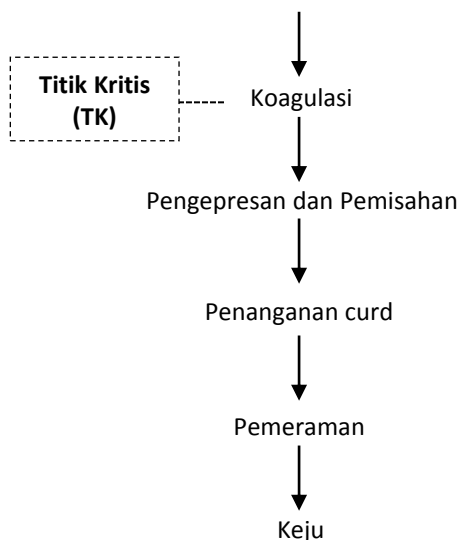 Titik Kritis
(TK)
Koagulasi
Pengepresan dan Pemisahan
Penanganan curd
Pemeraman
Keju